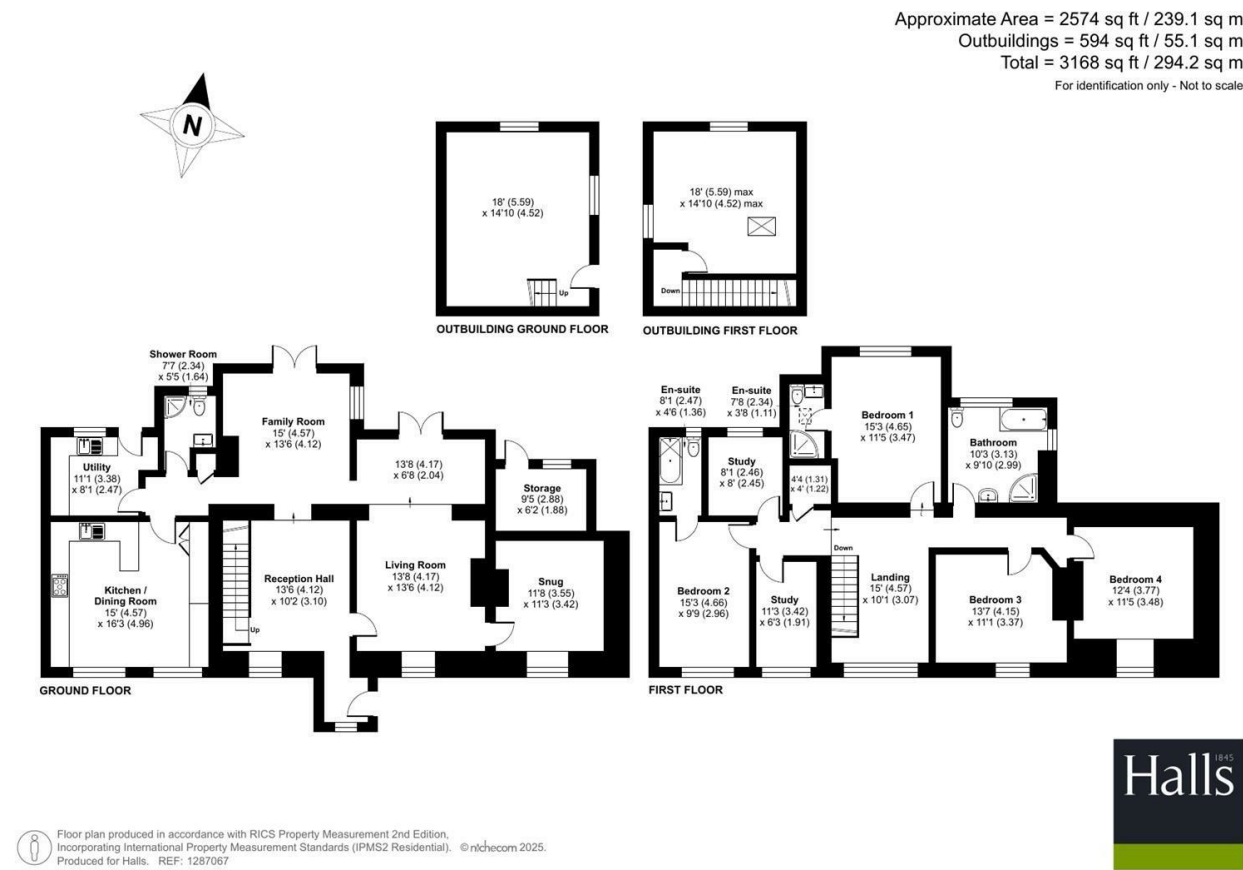 Approximate Area = 2574 sq ft / 239.1 sq m
Outbuildings = 594 sq ft / 55.1 sq m
Total = 3168 sq ft / 294.2 sq m
For identification only - Not to scale
N
18' (5.59)
x 14'10 (4.52)
Up
OUTBUILDING GROUND FLOOR
18' (5.59) max
x 14'10 (4.52) max
Down
OUTBUILDING FIRST FLOOR
Shower Room
7'7 (2.34)
x 5'5 (1.64)
Family Room
15' (4.57)
x 13'6 (4.12)
Utility
11'1 (3.38)
x 8'1 (2.47)
13'8 (4.17)
x 6'8 (2.04)
Storage
9'5 (2.88)
x 6'2 (1.88)
Kitchen /
Dining Room
15' (4.57)
x 16'3 (4.96)
Reception Hall
13'6 (4.12)
x 10'2 (3.10)
Up
Living Room
13'8 (4.17)
x 13'6 (4.12)
Snug
11'8 (3.55)
x 11'3 (3.42)
GROUND FLOOR
En-suite
8'1 (2.47)
x 4'6 (1.36)
En-suite
7'8 (2.34)
x 3'8 (1.11)
Bedroom 1
15'3 (4.65)
x 11'5 (3.47)
Bathroom
10'3 (3.13)
x 9'10 (2.99)
Study
8'1 (2.46)
x 8' (2.45)
4'4 (1.31)
x 4' (1.22)
Down
Bedroom 2
15'3 (4.66)
x 9'9 (2.96)
Study
11'3 (3.42)
x 6'3 (1.91)
Landing
15' (4.57)
x 10'1 (3.07)
Bedroom 3
13'7 (4.15)
x 11'1 (3.37)
Bedroom 4
12'4 (3.77)
x 11'5 (3.48)
FIRST FLOOR
Halls
1845
Floor plan produced in accordance with RICS Property Measurement 2nd Edition,
Incorporating International Property Measurement Standards (IPMS2 Residential). © nichecom 2025.
Produced for Halls. REF: 1287067